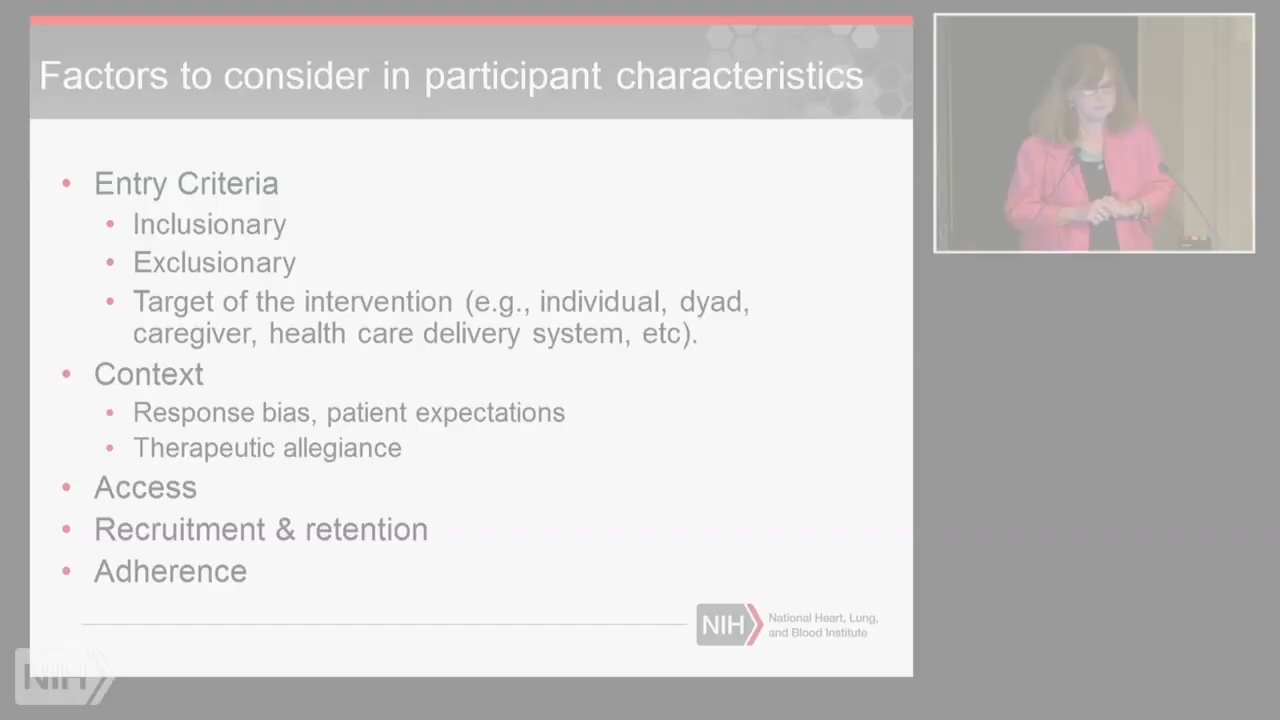 Factors to consider in participant characteristics
• Entry Criteria
• Inclusionary
• Exclusionary
• Target of the intervention (e.g., individual, dyad,
caregiver, health care delivery system, etc).
• Context
• Response bias, patient expectations
• Therapeutic allegiance
• Access
• Recruitment & retention
• Adherence
NIH
National Heart, Lung,
and Blood Institute
NIH